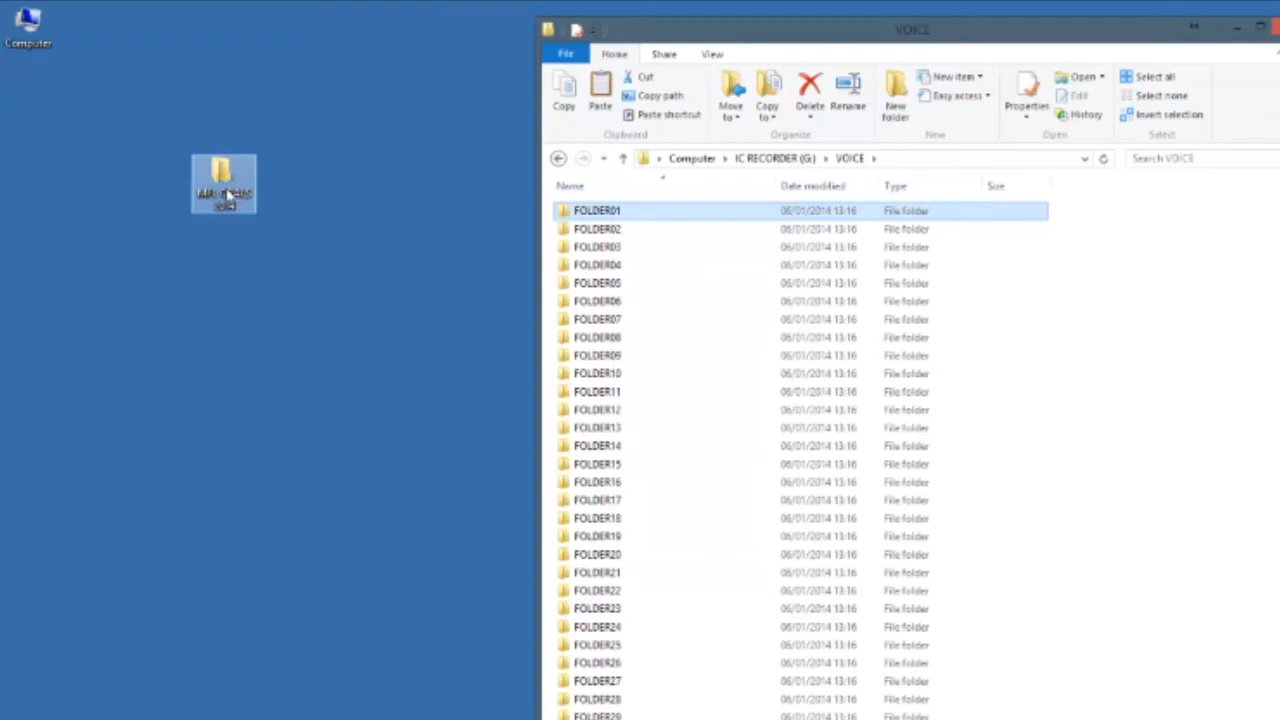 Computer
2014
VOICE
File Home Share View
Copy
Paste
Cut
Copy path
Paste shortcut
Clipboard
Move to
Copy to
Delete
Rename
Organize
New folder
New item
Easy access
New
Properties
Open
Edit
History
Open
Select all
Select none
Invert selection
Select
Computer IC RECORDER (G:) VOICE Search VOICE
Name Date modified Type Size
FOLDER01 06/01/2014 13:16 File folder
FOLDER02 06/01/2014 13:16 File folder
FOLDER03 06/01/2014 13:16 File folder
FOLDER04 06/01/2014 13:16 File folder
FOLDER05 06/01/2014 13:16 File folder
FOLDER06 06/01/2014 13:16 File folder
FOLDER07 06/01/2014 13:16 File folder
FOLDER08 06/01/2014 13:16 File folder
FOLDER09 06/01/2014 13:16 File folder
FOLDER10 06/01/2014 13:16 File folder
FOLDER11 06/01/2014 13:16 File folder
FOLDER12 06/01/2014 13:16 File folder
FOLDER13 06/01/2014 13:16 File folder
FOLDER14 06/01/2014 13:16 File folder
FOLDER15 06/01/2014 13:16 File folder
FOLDER16 06/01/2014 13:16 File folder
FOLDER17 06/01/2014 13:16 File folder
FOLDER18 06/01/2014 13:16 File folder
FOLDER19 06/01/2014 13:16 File folder
FOLDER20 06/01/2014 13:16 File folder
FOLDER21 06/01/2014 13:16 File folder
FOLDER22 06/01/2014 13:16 File folder
FOLDER23 06/01/2014 13:16 File folder
FOLDER24 06/01/2014 13:16 File folder
FOLDER25 06/01/2014 13:16 File folder
FOLDER26 06/01/2014 13:16 File folder
FOLDER27 06/01/2014 13:16 File folder
FOLDER28 06/01/2014 13:16 File folder
FOLDER29 06/01/2014 13:16 File folder